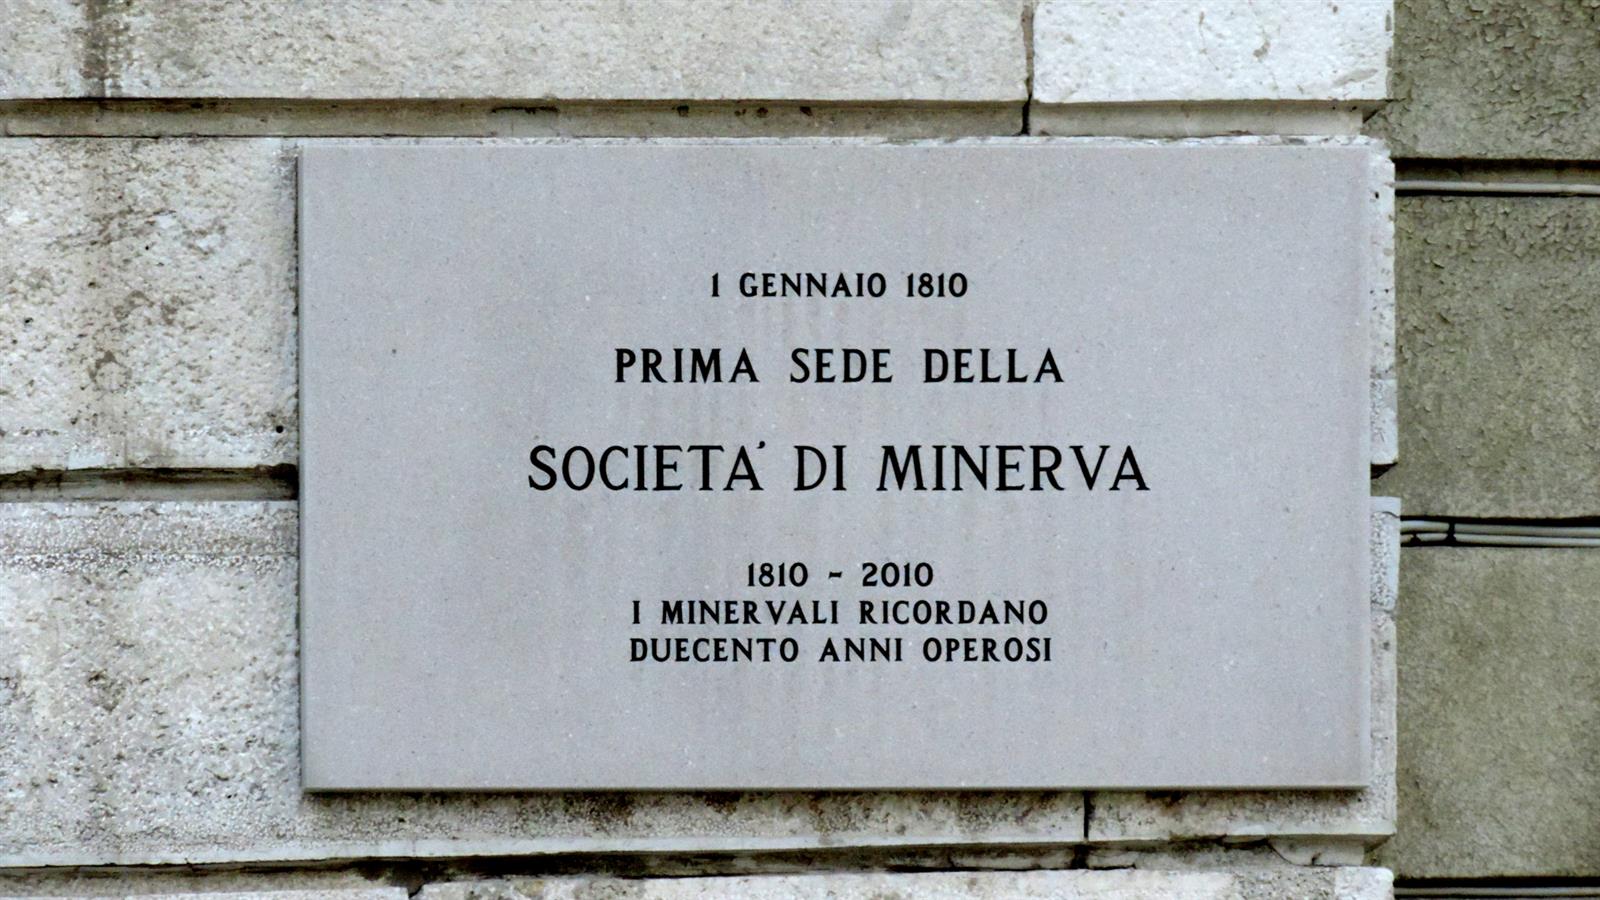 1 GENNAIO 1810
PRIMA SEDE DELLA
SOCIETA' DI MINERVA
1810 - 2010
I MINERVALI RICORDANO
DUECENTO ANNI OPEROSI